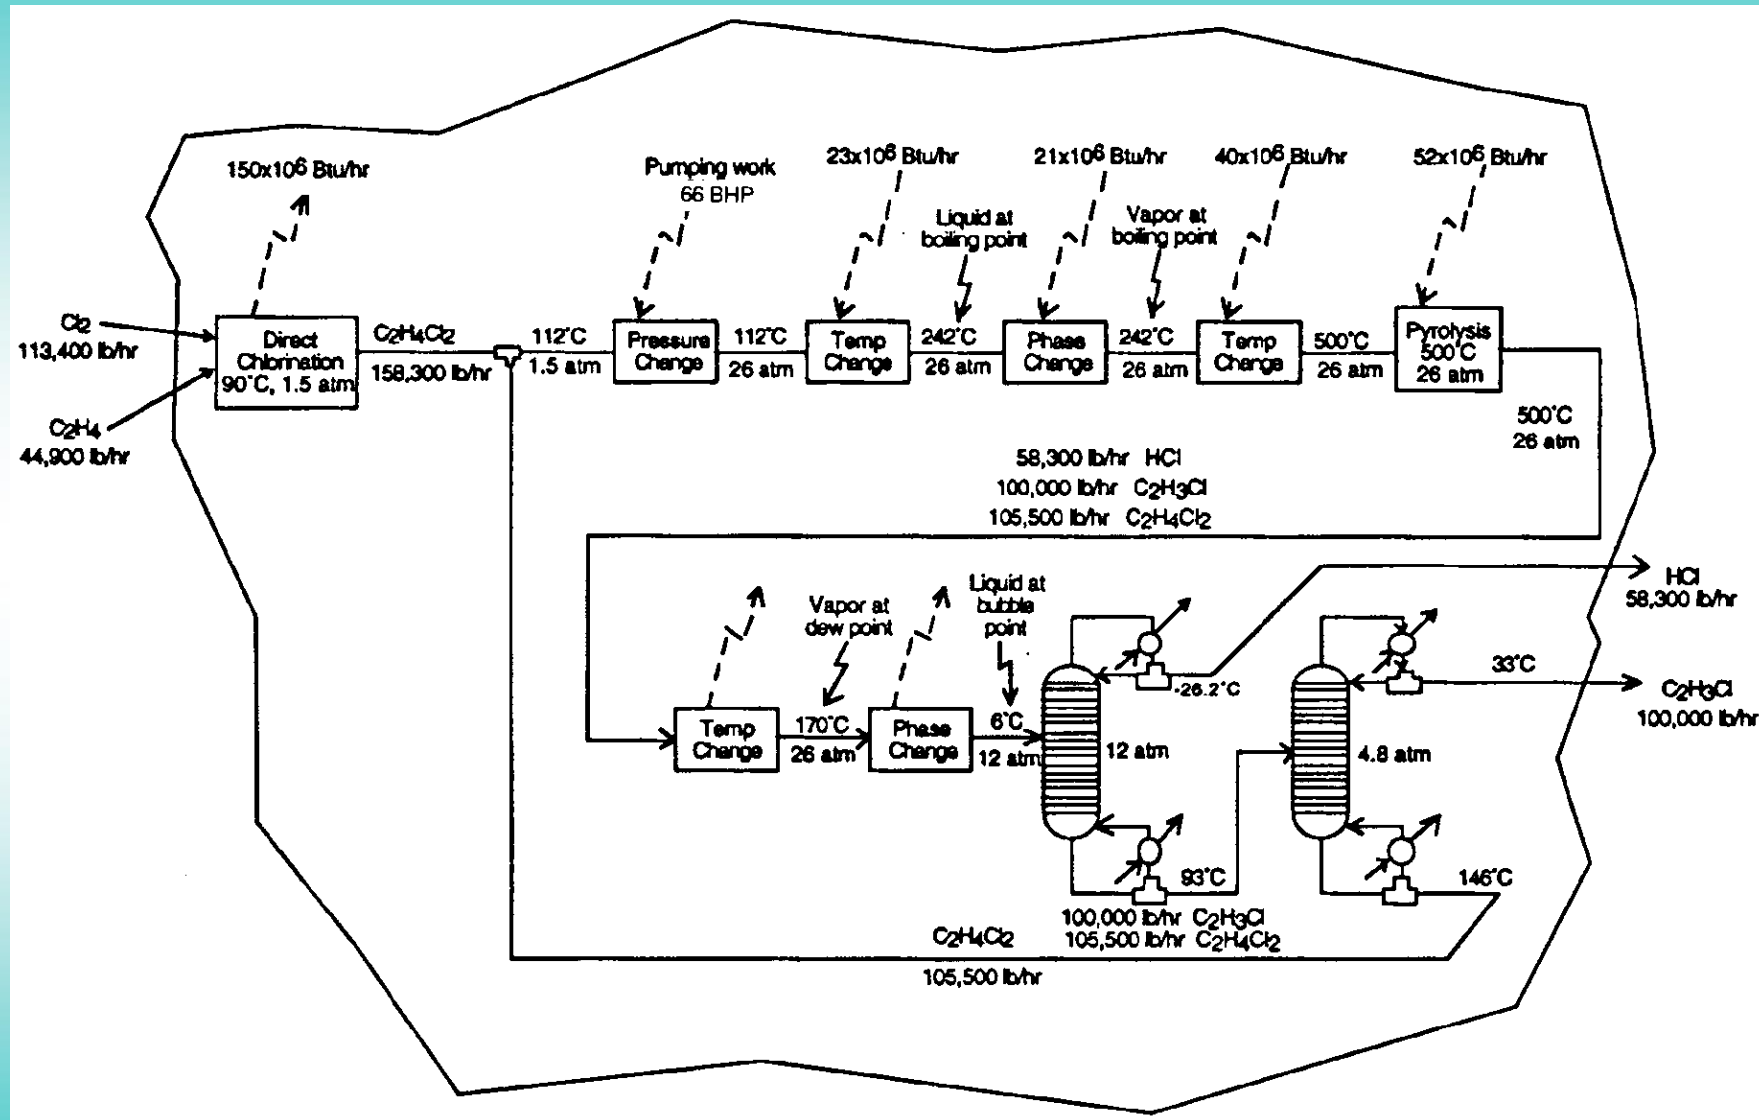 150x10⁶ Btu/hr
Pumping work
66 BHP
23x10⁶ Btu/hr
21x10⁶ Btu/hr
40x10⁶ Btu/hr
52x10⁶ Btu/hr
Liquid at
boiling point
Vapor at
boiling point
Cl₂
113,400 lb/hr
C₂H₄
44,900 lb/hr
Direct
Chlorination
90°C, 1.5 atm
C₂H₄Cl₂
158,300 lb/hr
112°C
1.5 atm
Pressure
Change
112°C
26 atm
Temp
Change
242°C
26 atm
Phase
Change
242°C
26 atm
Temp
Change
500°C
26 atm
Pyrolysis
500°C
26 atm
500°C
26 atm
58,300 lb/hr HCl
100,000 lb/hr C₂H₃Cl
105,500 lb/hr C₂H₄Cl₂
Temp
Change
Vapor at
dew point
170°C
26 atm
Phase
Change
Liquid at
bubble
point
6°C
12 atm
12 atm
-26.2°C
HCl
58,300 lb/hr
93°C
100,000 lb/hr C₂H₃Cl
105,500 lb/hr C₂H₄Cl₂
4.8 atm
33°C
C₂H₃Cl
100,000 lb/hr
146°C
C₂H₄Cl₂
105,500 lb/hr